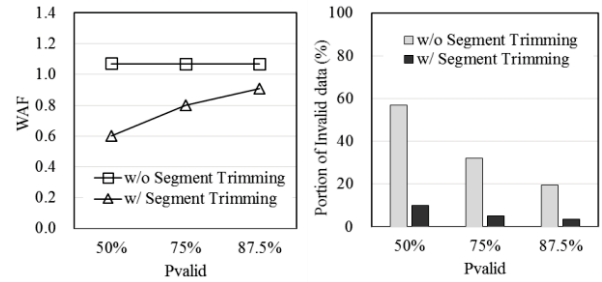 1.4
1.2
1.0
0.8
0.6
0.4
0.2
0.0
WAF
w/o Segment Trimming
w/ Segment Trimming
50% 75% 87.5%
Pvalid
100
80
60
40
20
0
Portion of Invalid data (%)
w/o Segment Trimming
w/ Segment Trimming
50% 75% 87.5%
Pvalid